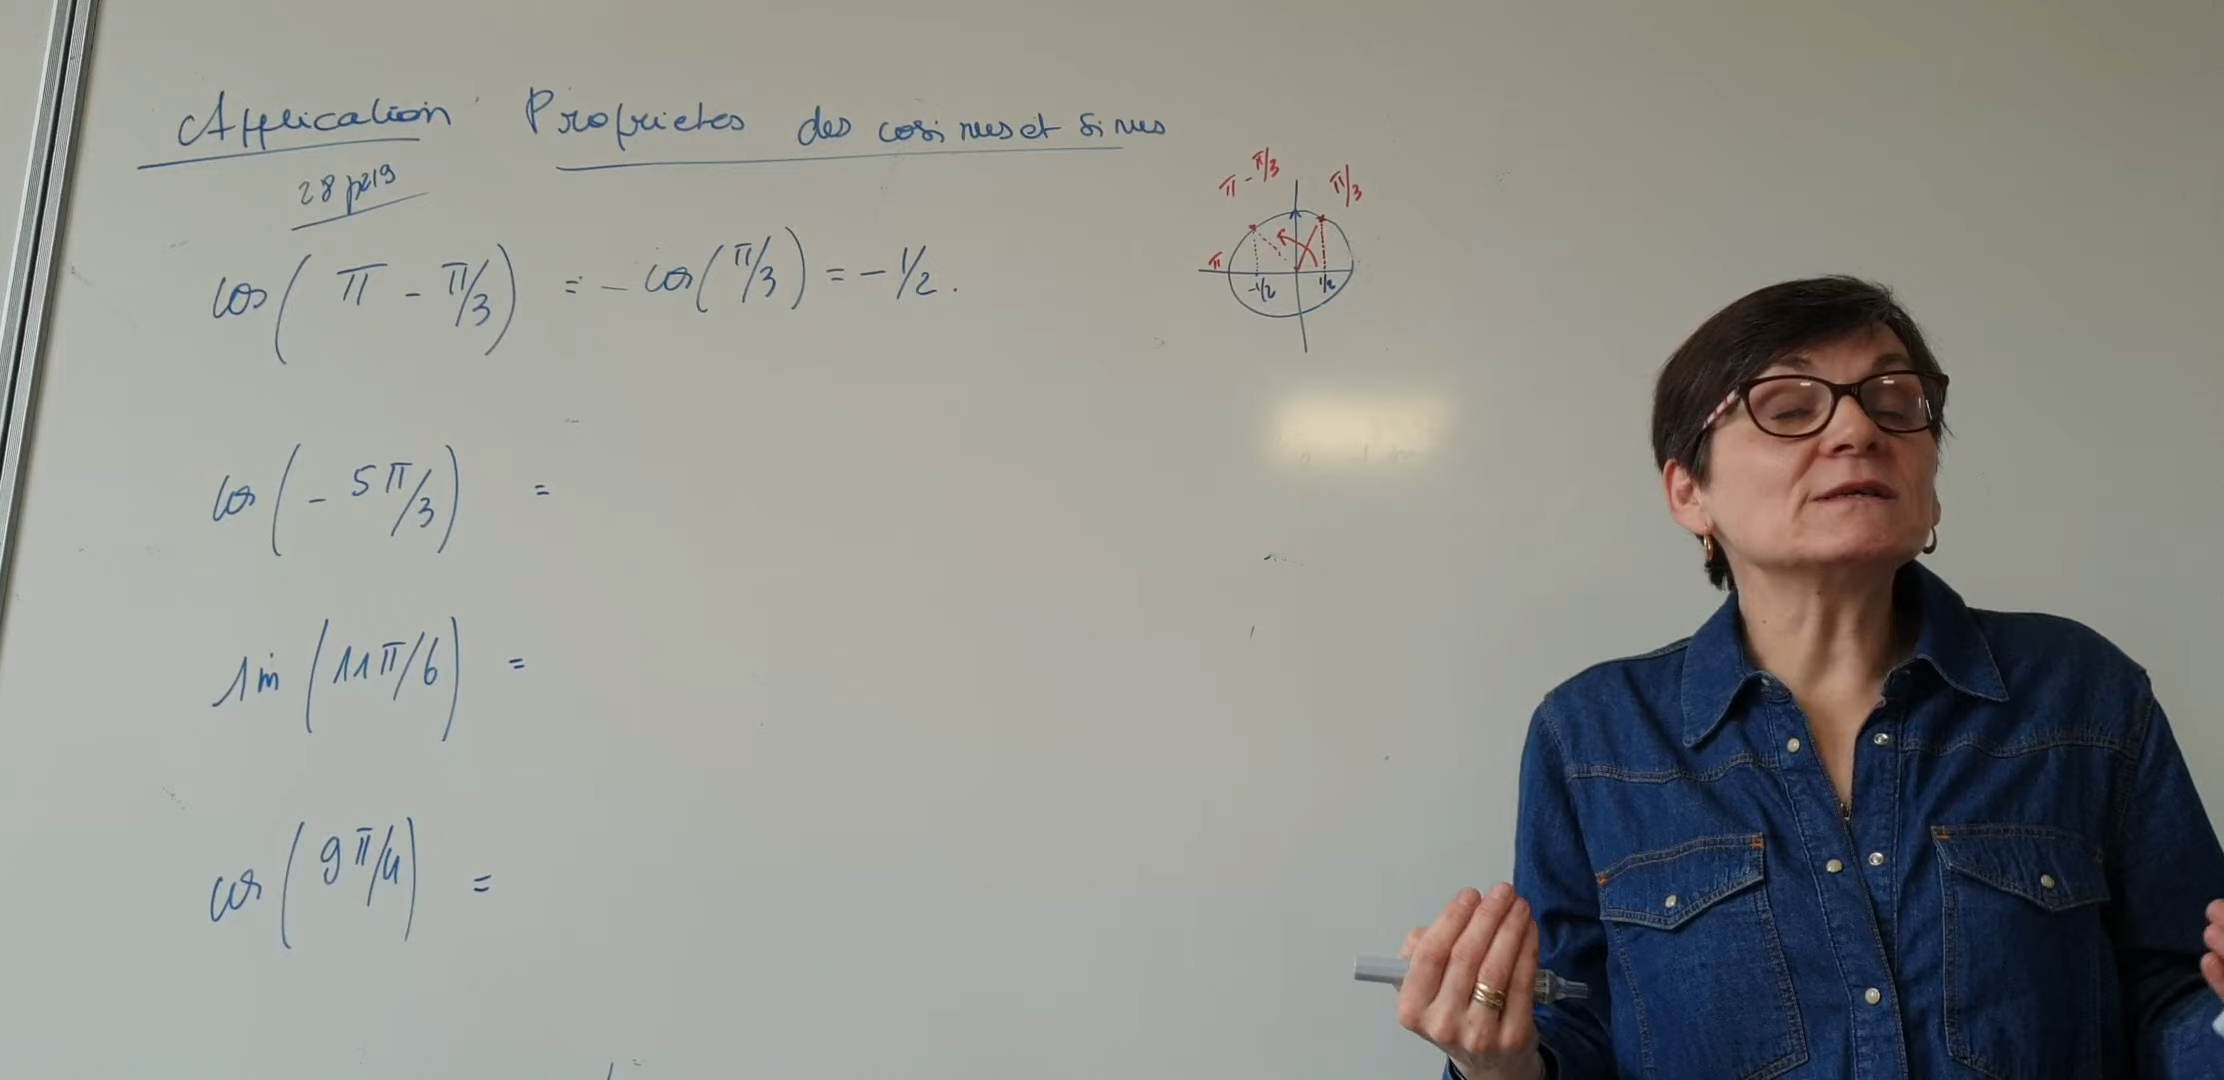 Application Proprietes des cosinus et sinus
28 p219
cos(π - π/3) = - cos(π/3) = - 1/2.
π - π/3
π/3
π
-1/2
1/2
cos(- 5π/3) =
sin(11π/6) =
cos(9π/4) =